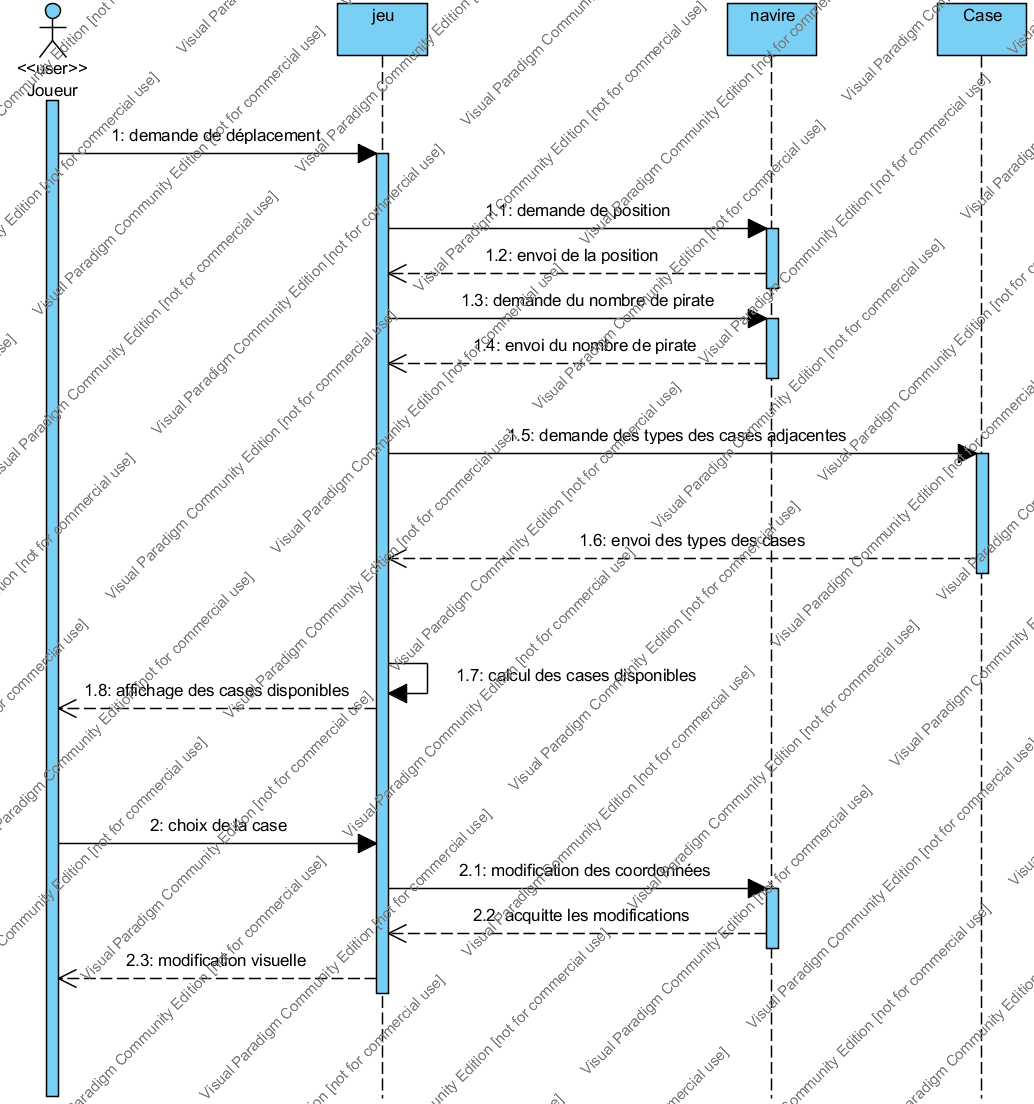 jeu
navire
Case
<<user>>
Joueur
1: demande de déplacement
1.1: demande de position
1.2: envoi de la position
1.3: demande du nombre de pirate
1.4: envoi du nombre de pirate
1.5: demande des types des cases adjacentes
1.6: envoi des types des cases
1.7: calcul des cases disponibles
1.8: affichage des cases disponibles
2: choix de la case
2.1: modification des coordonnées
2.2: acquitte les modifications
2.3: modification visuelle
Visual Paradigm Community Edition [not for commercial use]